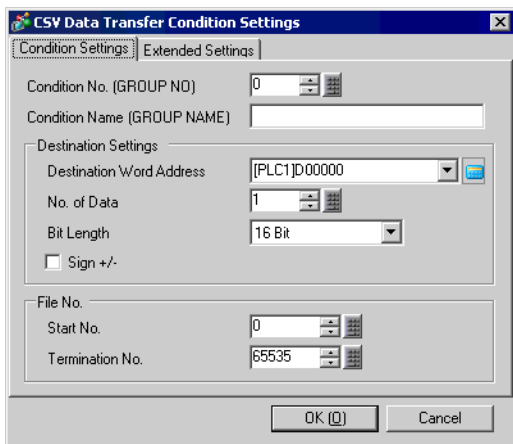 CSV Data Transfer Condition Settings
Condition Settings Extended Settings
Condition No. (GROUP NO) 0
Condition Name (GROUP NAME)
Destination Settings
Destination Word Address [PLC1]D00000
No. of Data 1
Bit Length 16 Bit
Sign +/-
File No.
Start No. 0
Termination No. 65535
OK (O) Cancel